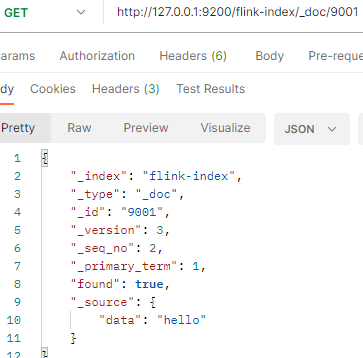 GET http://127.0.0.1:9200/flink-index/_doc/9001
arams Authorization Headers (6) Body Pre-reque
dy Cookies Headers (3) Test Results
Pretty Raw Preview Visualize JSON
1 {
2 "_index": "flink-index",
3 "_type": "_doc",
4 "_id": "9001",
5 "_version": 3,
6 "_seq_no": 2,
7 "_primary_term": 1,
8 "found": true,
9 "_source": {
10 "data": "hello"
11 }
12 }